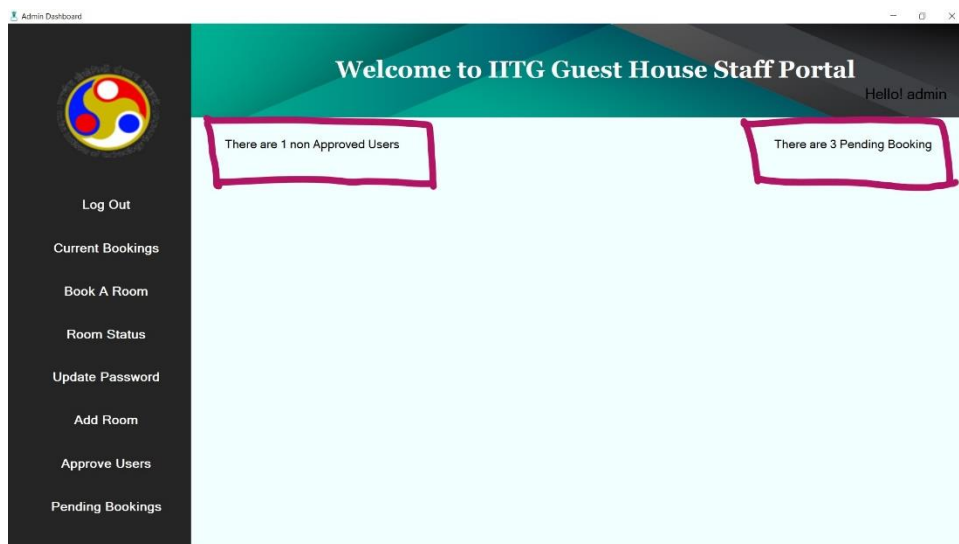 Admin Dashboard
Welcome to IITG Guest House Staff Portal
Hello! admin
There are 1 non Approved Users
There are 3 Pending Booking
Log Out
Current Bookings
Book A Room
Room Status
Update Password
Add Room
Approve Users
Pending Bookings